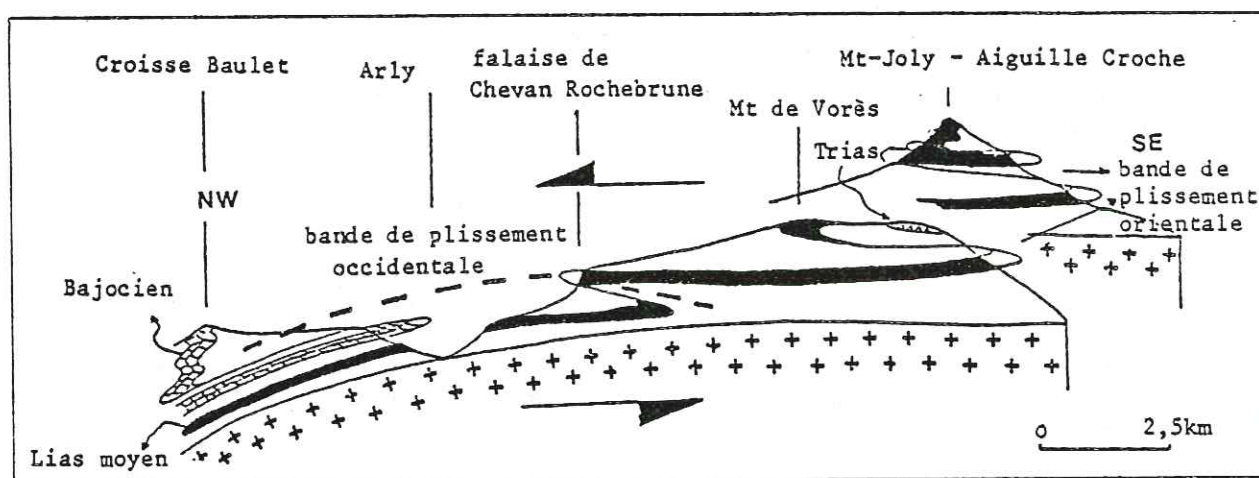 Croisse Baulet
Arly
falaise de
Chevan Rochebrune
Mt-Joly - Aiguille Croche
Mt de Vorès
Trias
SE
bande de
plissement
orientale
NW
bande de plissement
occidentale
Bajocien
Lias moyen
0
2,5km